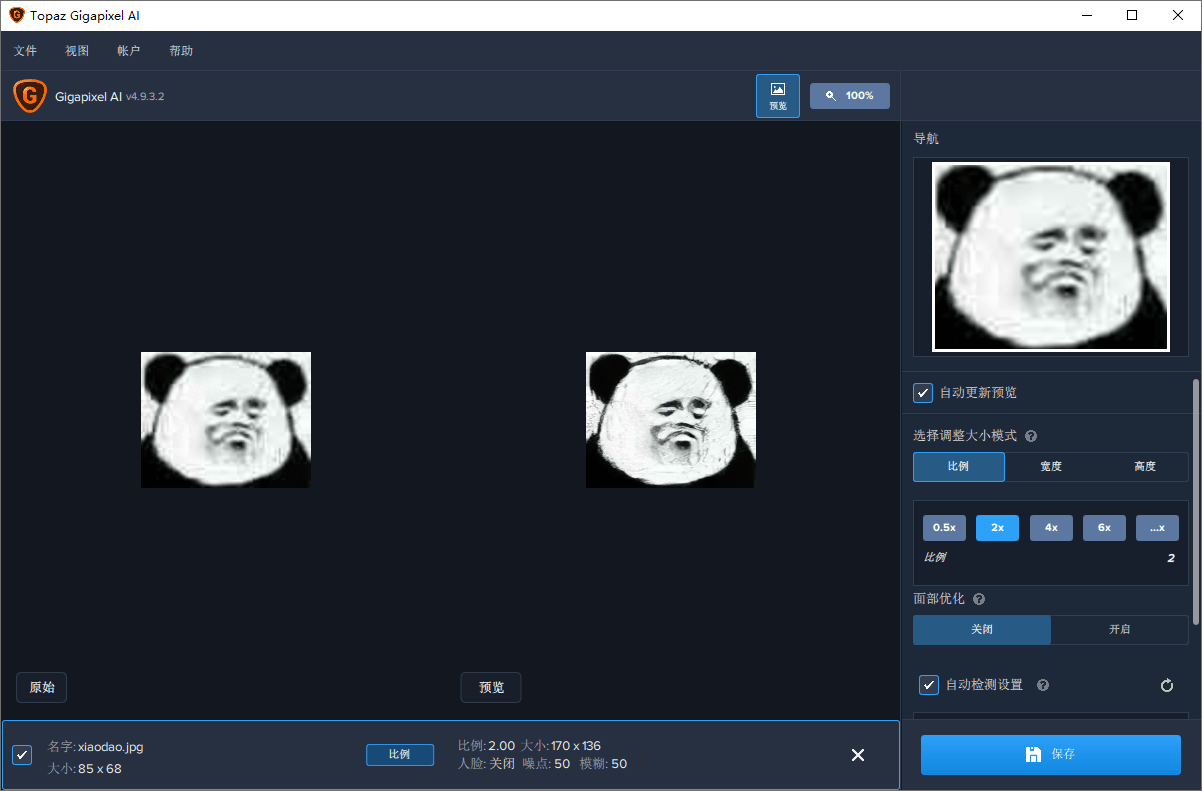 Topaz Gigapixel AI
文件 视图 帐户 帮助
Gigapixel AI v4.9.3.2
预览
100%
导航
自动更新预览
选择调整大小模式 ?
比例 宽度 高度
0.5x 2x 4x 6x ...x
比例 2
面部优化 ?
关闭 开启
自动检测设置 ?
原始
预览
名字: xiaodao.jpg
大小: 85 x 68
比例
比例: 2.00 大小: 170 x 136
人脸: 关闭 噪点: 50 模糊: 50
保存